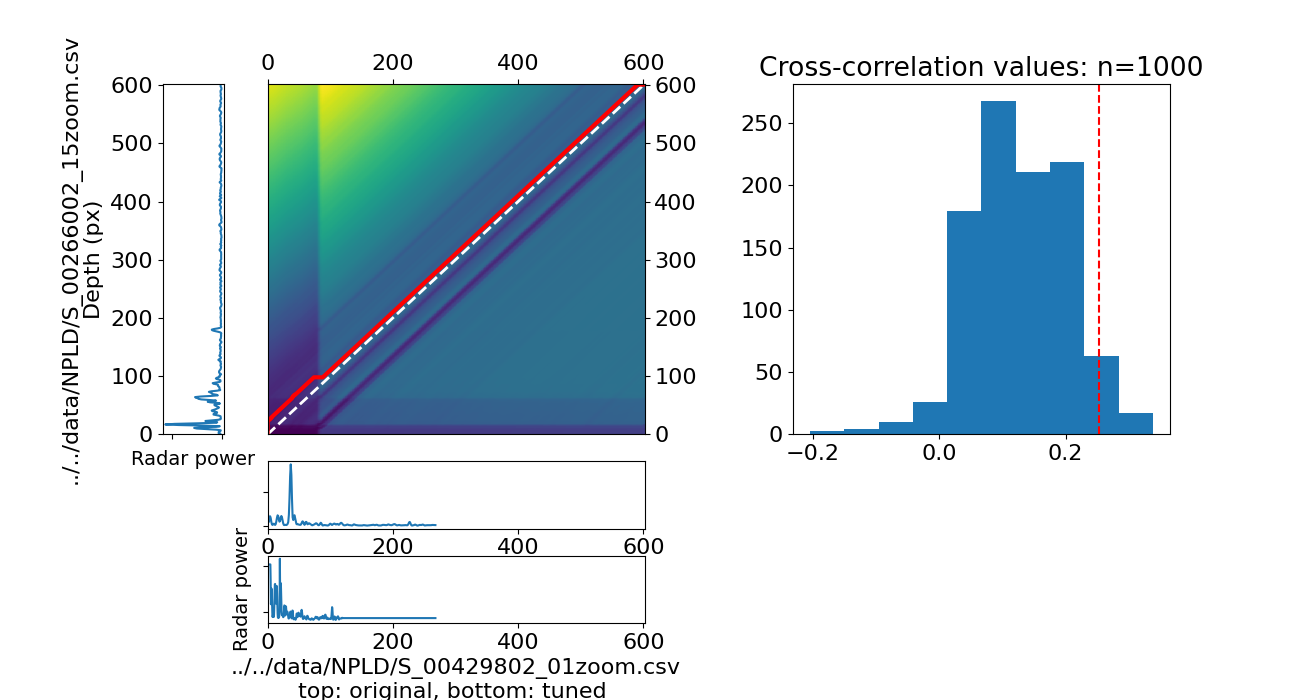 Cross-correlation values: n=1000
0 200 400 600
../../data/NPLD/S_00266002_15zoom.csv
Depth (px)
600 500 400 300 200 100 0
600 500 400 300 200 100 0
250 200 150 100 50 0
−0.2 0.0 0.2
Radar power
0 200 400 600
Radar power
0 200 400 600
../../data/NPLD/S_00429802_01zoom.csv
top: original, bottom: tuned